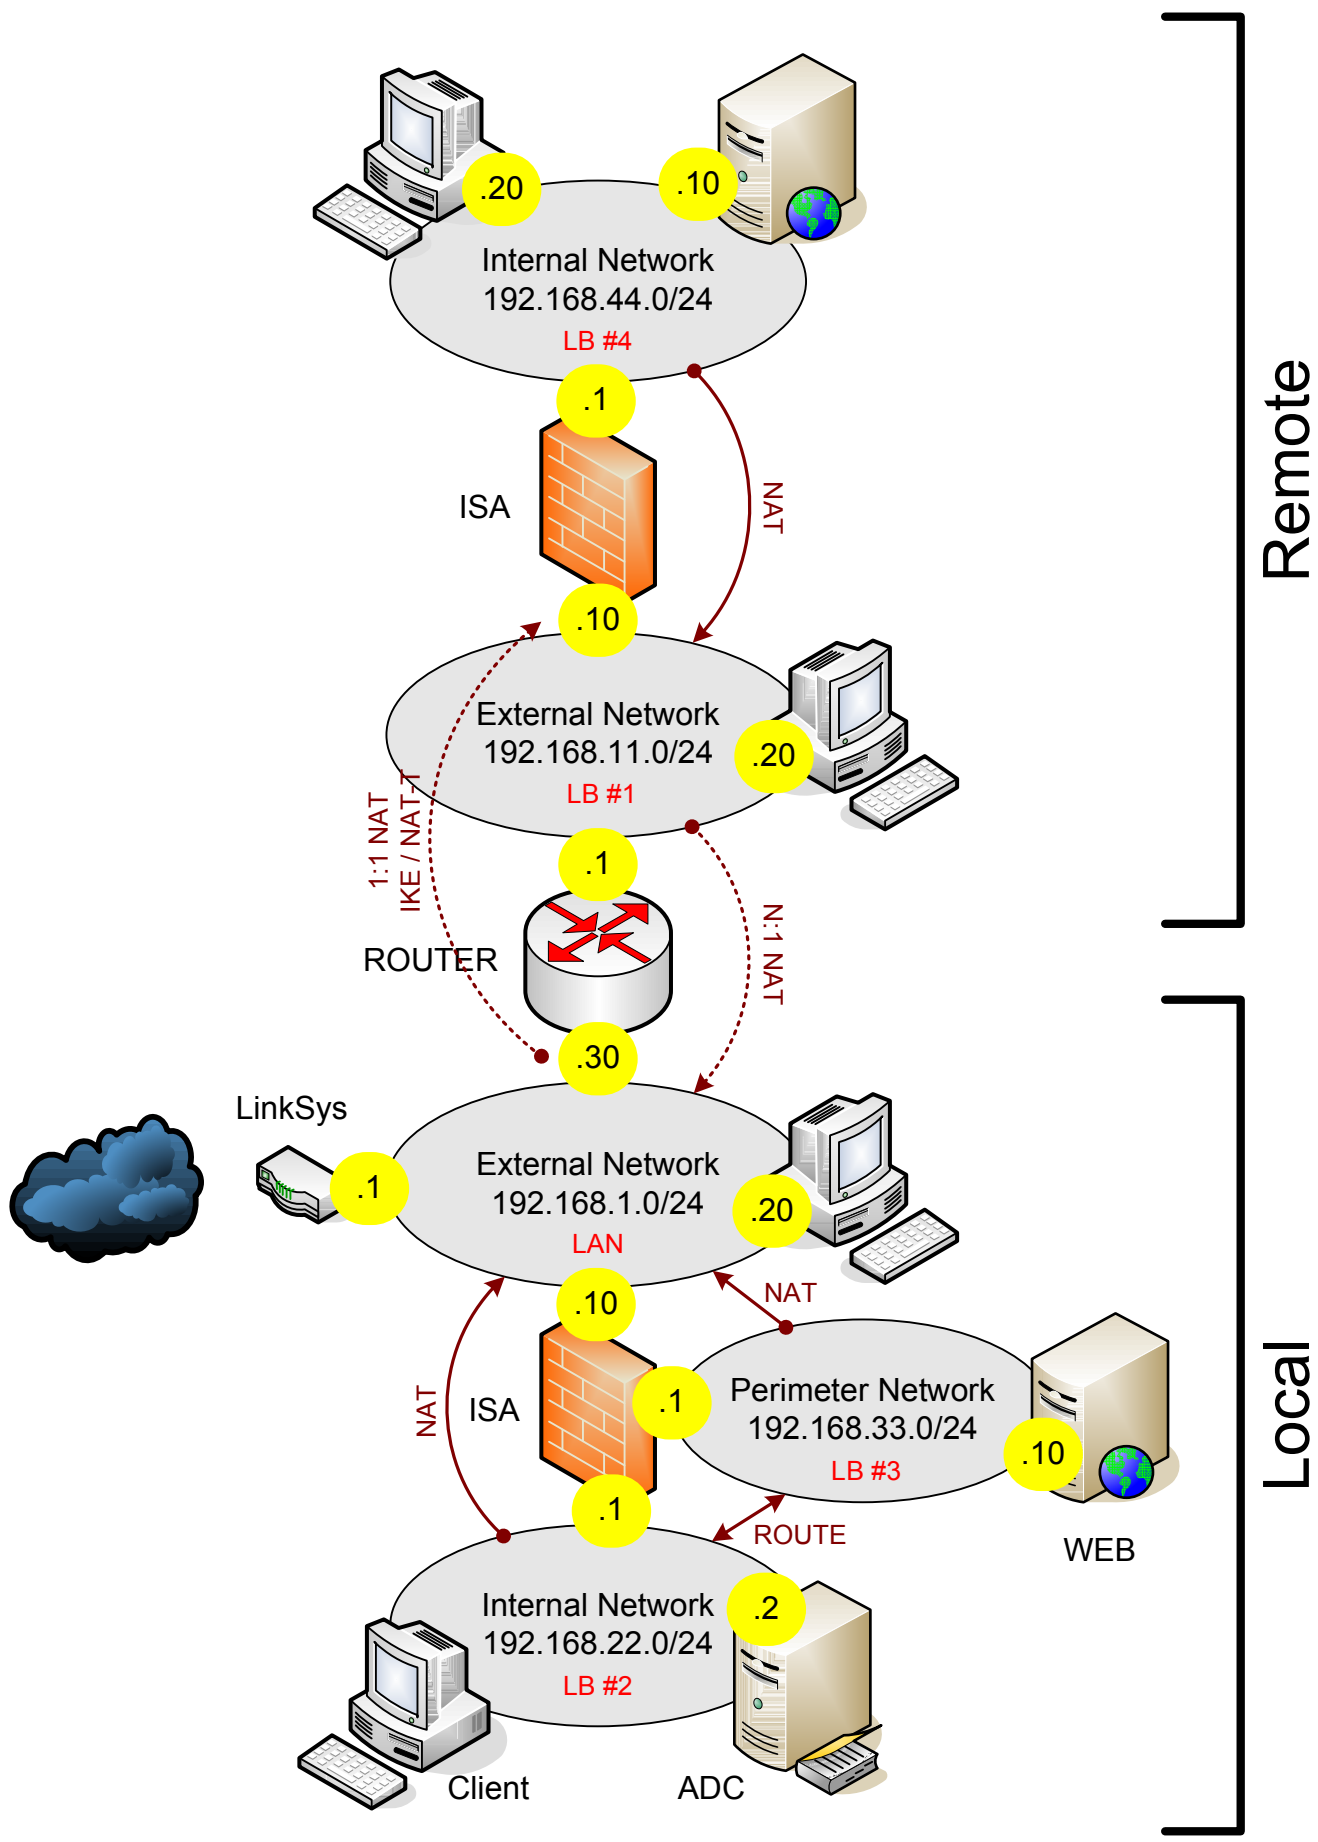 .20
.10
Internal Network
192.168.44.0/24
LB #4
.1
ISA
NAT
.10
External Network
192.168.11.0/24
LB #1
.20
1:1 NAT
IKE / NAT-T
.1
N:1 NAT
ROUTER
.30
LinkSys
.1
External Network
192.168.1.0/24
LAN
.20
Remote
.10
NAT
NAT
ISA
.1
Perimeter Network
192.168.33.0/24
LB #3
.10
WEB
.1
ROUTE
Internal Network
192.168.22.0/24
LB #2
.2
Client
ADC
Local